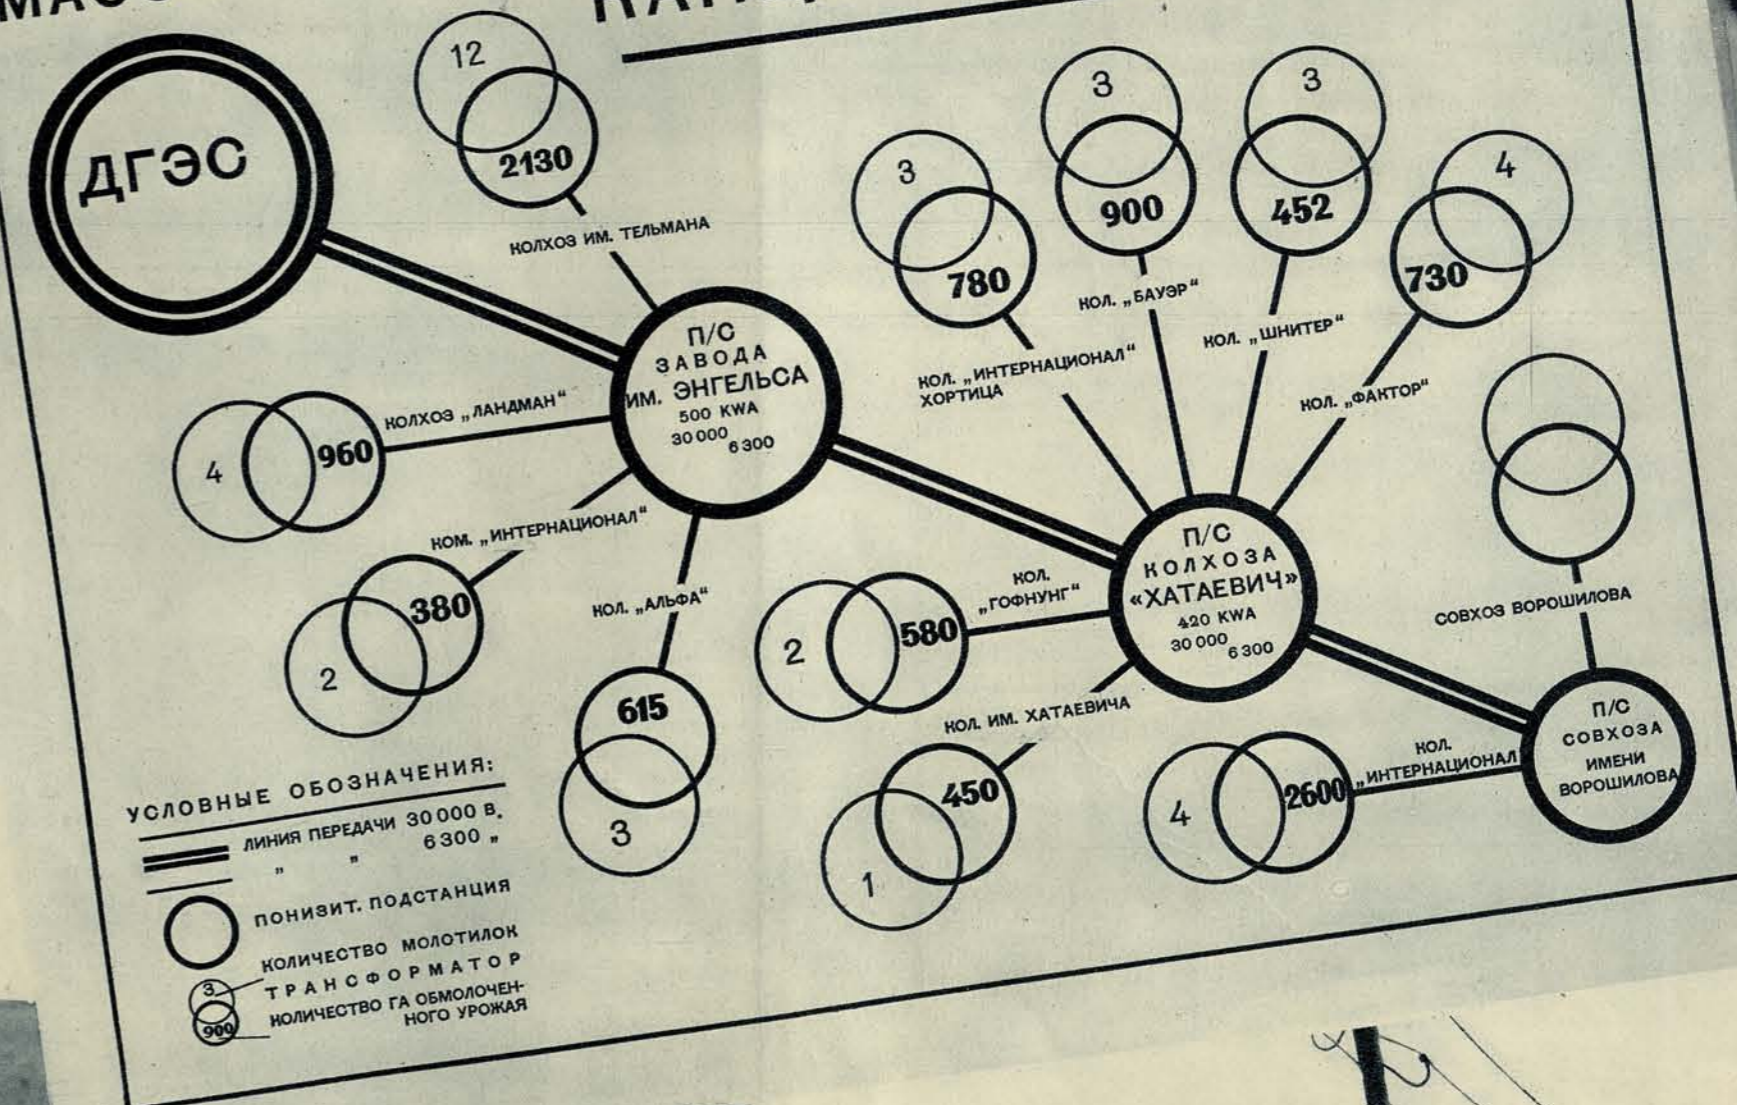 ДГЭС
12
2130
КОЛХОЗ ИМ. ТЕЛЬМАНА
П/С
ЗАВОДА
ИМ. ЭНГЕЛЬСА
500 KWA
30 000
6 300
КОЛХОЗ „ЛАНДМАН“
4
960
КОМ. „ИНТЕРНАЦИОНАЛ“
380
2
КОЛ. „АЛЬФА“
615
3
3
780
КОЛ. „ИНТЕРНАЦИОНАЛ“
ХОРТИЦА
3
900
КОЛ. „БАУЭР“
3
452
КОЛ. „ШНИТЕР“
4
730
КОЛ. „ФАКТОР“
П/С
КОЛХОЗА
«ХАТАЕВИЧ»
420 KWA
30 000
6 300
КОЛ.
„ГОФНУНГ“
2
580
КОЛ. ИМ. ХАТАЕВИЧА
450
1
СОВХОЗ ВОРОШИЛОВА
П/С
СОВХОЗА
ИМЕНИ
ВОРОШИЛОВА
КОЛ.
„ИНТЕРНАЦИОНАЛ
4
2600
УСЛОВНЫЕ ОБОЗНАЧЕНИЯ:
ЛИНИЯ ПЕРЕДАЧИ 30 000 В.
„ „ 6 300 „
ПОНИЗИТ. ПОДСТАНЦИЯ
КОЛИЧЕСТВО МОЛОТИЛОК
3
ТРАНСФОРМАТОР
КОЛИЧЕСТВО ГА ОБМОЛОЧЕН-
НОГО УРОЖАЯ
900